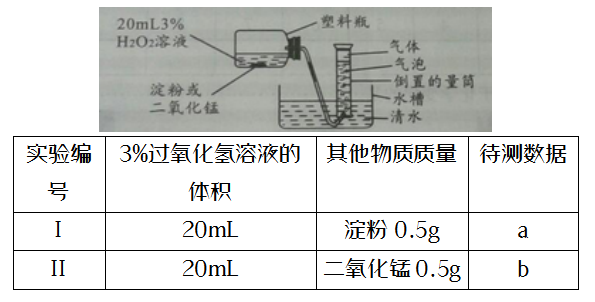 20mL3%
H₂O₂溶液
塑料瓶
气体
气泡
倒置的量筒
水槽
清水
淀粉或
二氧化锰
实验编号 3%过氧化氢溶液的体积 其他物质质量 待测数据
I 20mL 淀粉 0.5g a
II 20mL 二氧化锰 0.5g b